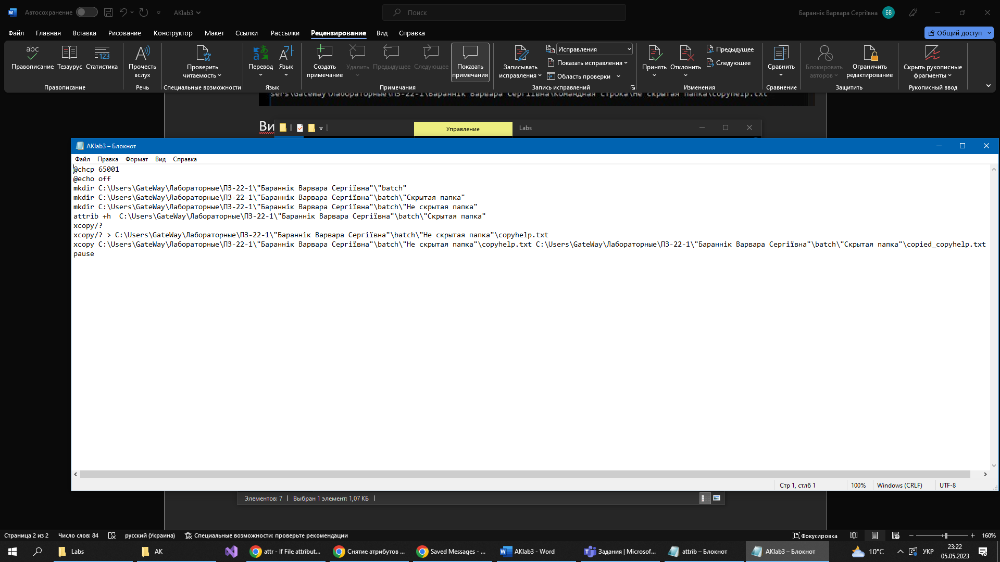 Автосохранение
AKlab3
Поиск
Бараннік Варвара Сергіївна
БВ
Файл Главная Вставка Рисование Конструктор Макет Ссылки Рассылки Рецензирование Вид Справка
Общий доступ
abc
Правописание
Тезаурус
123
Статистика
Правописание
Прочесть
вслух
Речь
Проверить
читаемость
Специальные возможности
Перевод
Язык
Язык
Создать
примечание
Удалить
Предыдущее
Следующее
Показать
примечания
Примечания
Записывать
исправления
Исправления
Показать исправления
Область проверки
Запись исправлений
Принять
Отклонить
Предыдущее
Следующее
Изменения
Сравнить
Сравнение
Блокировать
авторов
Ограничить
редактирование
Защитить
Скрыть рукописные
фрагменты
Рукописный ввод
sers\GateWay\Лабораторные\ПЗ-22-1\Бараннік Варвара Сергіївна\командная строка\Не скрытая папка\copyhelp.txt
Ви
Управление
Labs
AKlab3 – Блокнот
Файл Правка Формат Вид Справка
@chcp 65001
@echo off
mkdir C:\Users\GateWay\Лабораторные\ПЗ-22-1\"Бараннік Варвара Сергіївна"\"batch"
mkdir C:\Users\GateWay\Лабораторные\ПЗ-22-1\"Бараннік Варвара Сергіївна"\batch\"Скрытая папка"
mkdir C:\Users\GateWay\Лабораторные\ПЗ-22-1\"Бараннік Варвара Сергіївна"\batch\"Не скрытая папка"
attrib +h  C:\Users\GateWay\Лабораторные\ПЗ-22-1\"Бараннік Варвара Сергіївна"\batch\"Скрытая папка"
xcopy/?
xcopy/? > C:\Users\GateWay\Лабораторные\ПЗ-22-1\"Бараннік Варвара Сергіївна"\batch\"Не скрытая папка"\copyhelp.txt
xcopy C:\Users\GateWay\Лабораторные\ПЗ-22-1\"Бараннік Варвара Сергіївна"\batch\"Не скрытая папка"\copyhelp.txt C:\Users\GateWay\Лабораторные\ПЗ-22-1\"Бараннік Варвара Сергіївна"\batch\"Скрытая папка"\copied_copyhelp.txt
pause
Стр 1, стлб 1
100%
Windows (CRLF)
UTF-8
Элементов: 7
Выбран 1 элемент: 1,07 КБ
Страница 2 из 2
Число слов: 84
русский (Украина)
Специальные возможности: проверьте рекомендации
Фокусировка
160%
Labs
AK
attr - If File attribut...
Снятие атрибутов ...
Saved Messages - ...
AKlab3 - Word
Задания | Microsof...
attrib – Блокнот
AKlab3 – Блокнот
10°C
УКР
23:22
05.05.2023